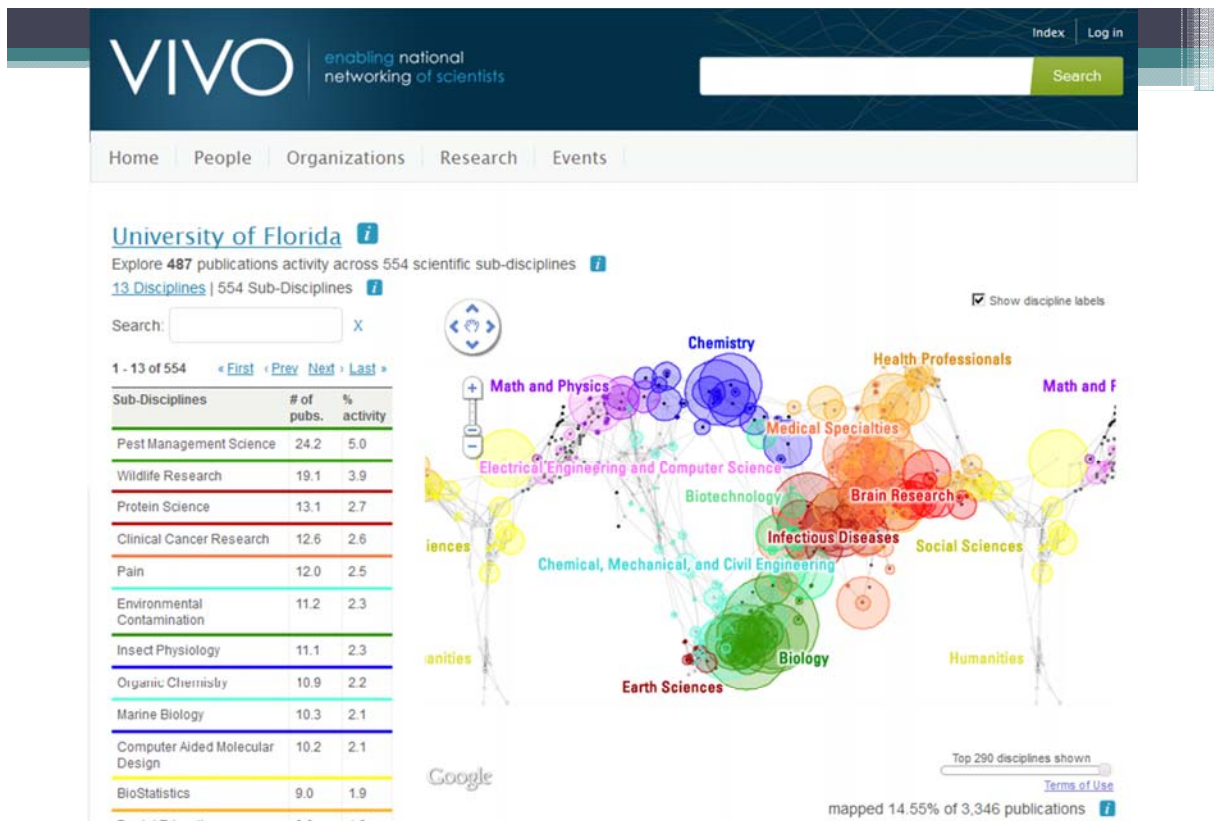 Index Log in
VIVO
enabling national
networking of scientists
Search
Home People Organizations Research Events
University of Florida i
Explore 487 publications activity across 554 scientific sub-disciplines i
13 Disciplines | 554 Sub-Disciplines i
Search: X
1 - 13 of 554 « First ‹ Prev Next › Last »
Sub-Disciplines # of pubs. % activity
Pest Management Science 24.2 5.0
Wildlife Research 19.1 3.9
Protein Science 13.1 2.7
Clinical Cancer Research 12.6 2.6
Pain 12.0 2.5
Environmental
Contamination 11.2 2.3
Insect Physiology 11.1 2.3
Organic Chemistry 10.9 2.2
Marine Biology 10.3 2.1
Computer Aided Molecular
Design 10.2 2.1
BioStatistics 9.0 1.9
Show discipline labels
Chemistry
Health Professionals
Math and Physics
Math and P
Medical Specialties
Electrical Engineering and Computer Science
Biotechnology
Brain Research
Infectious Diseases
iences
Social Sciences
Chemical, Mechanical, and Civil Engineering
anities
Biology
Humanities
Earth Sciences
Top 290 disciplines shown
Google
Terms of Use
mapped 14.55% of 3,346 publications i